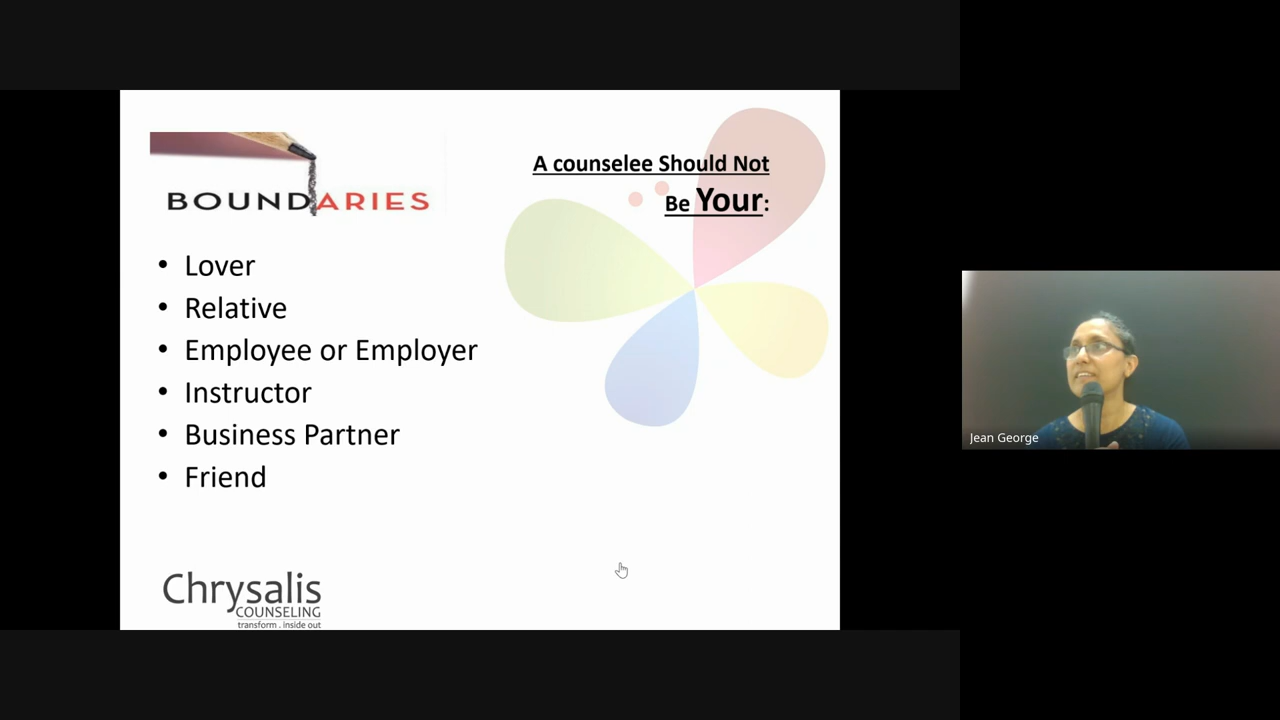 BOUNDARIES
A counselee Should Not
Be Your:
• Lover
• Relative
• Employee or Employer
• Instructor
• Business Partner
• Friend
Chrysalis
COUNSELING
transform . inside out
Jean George